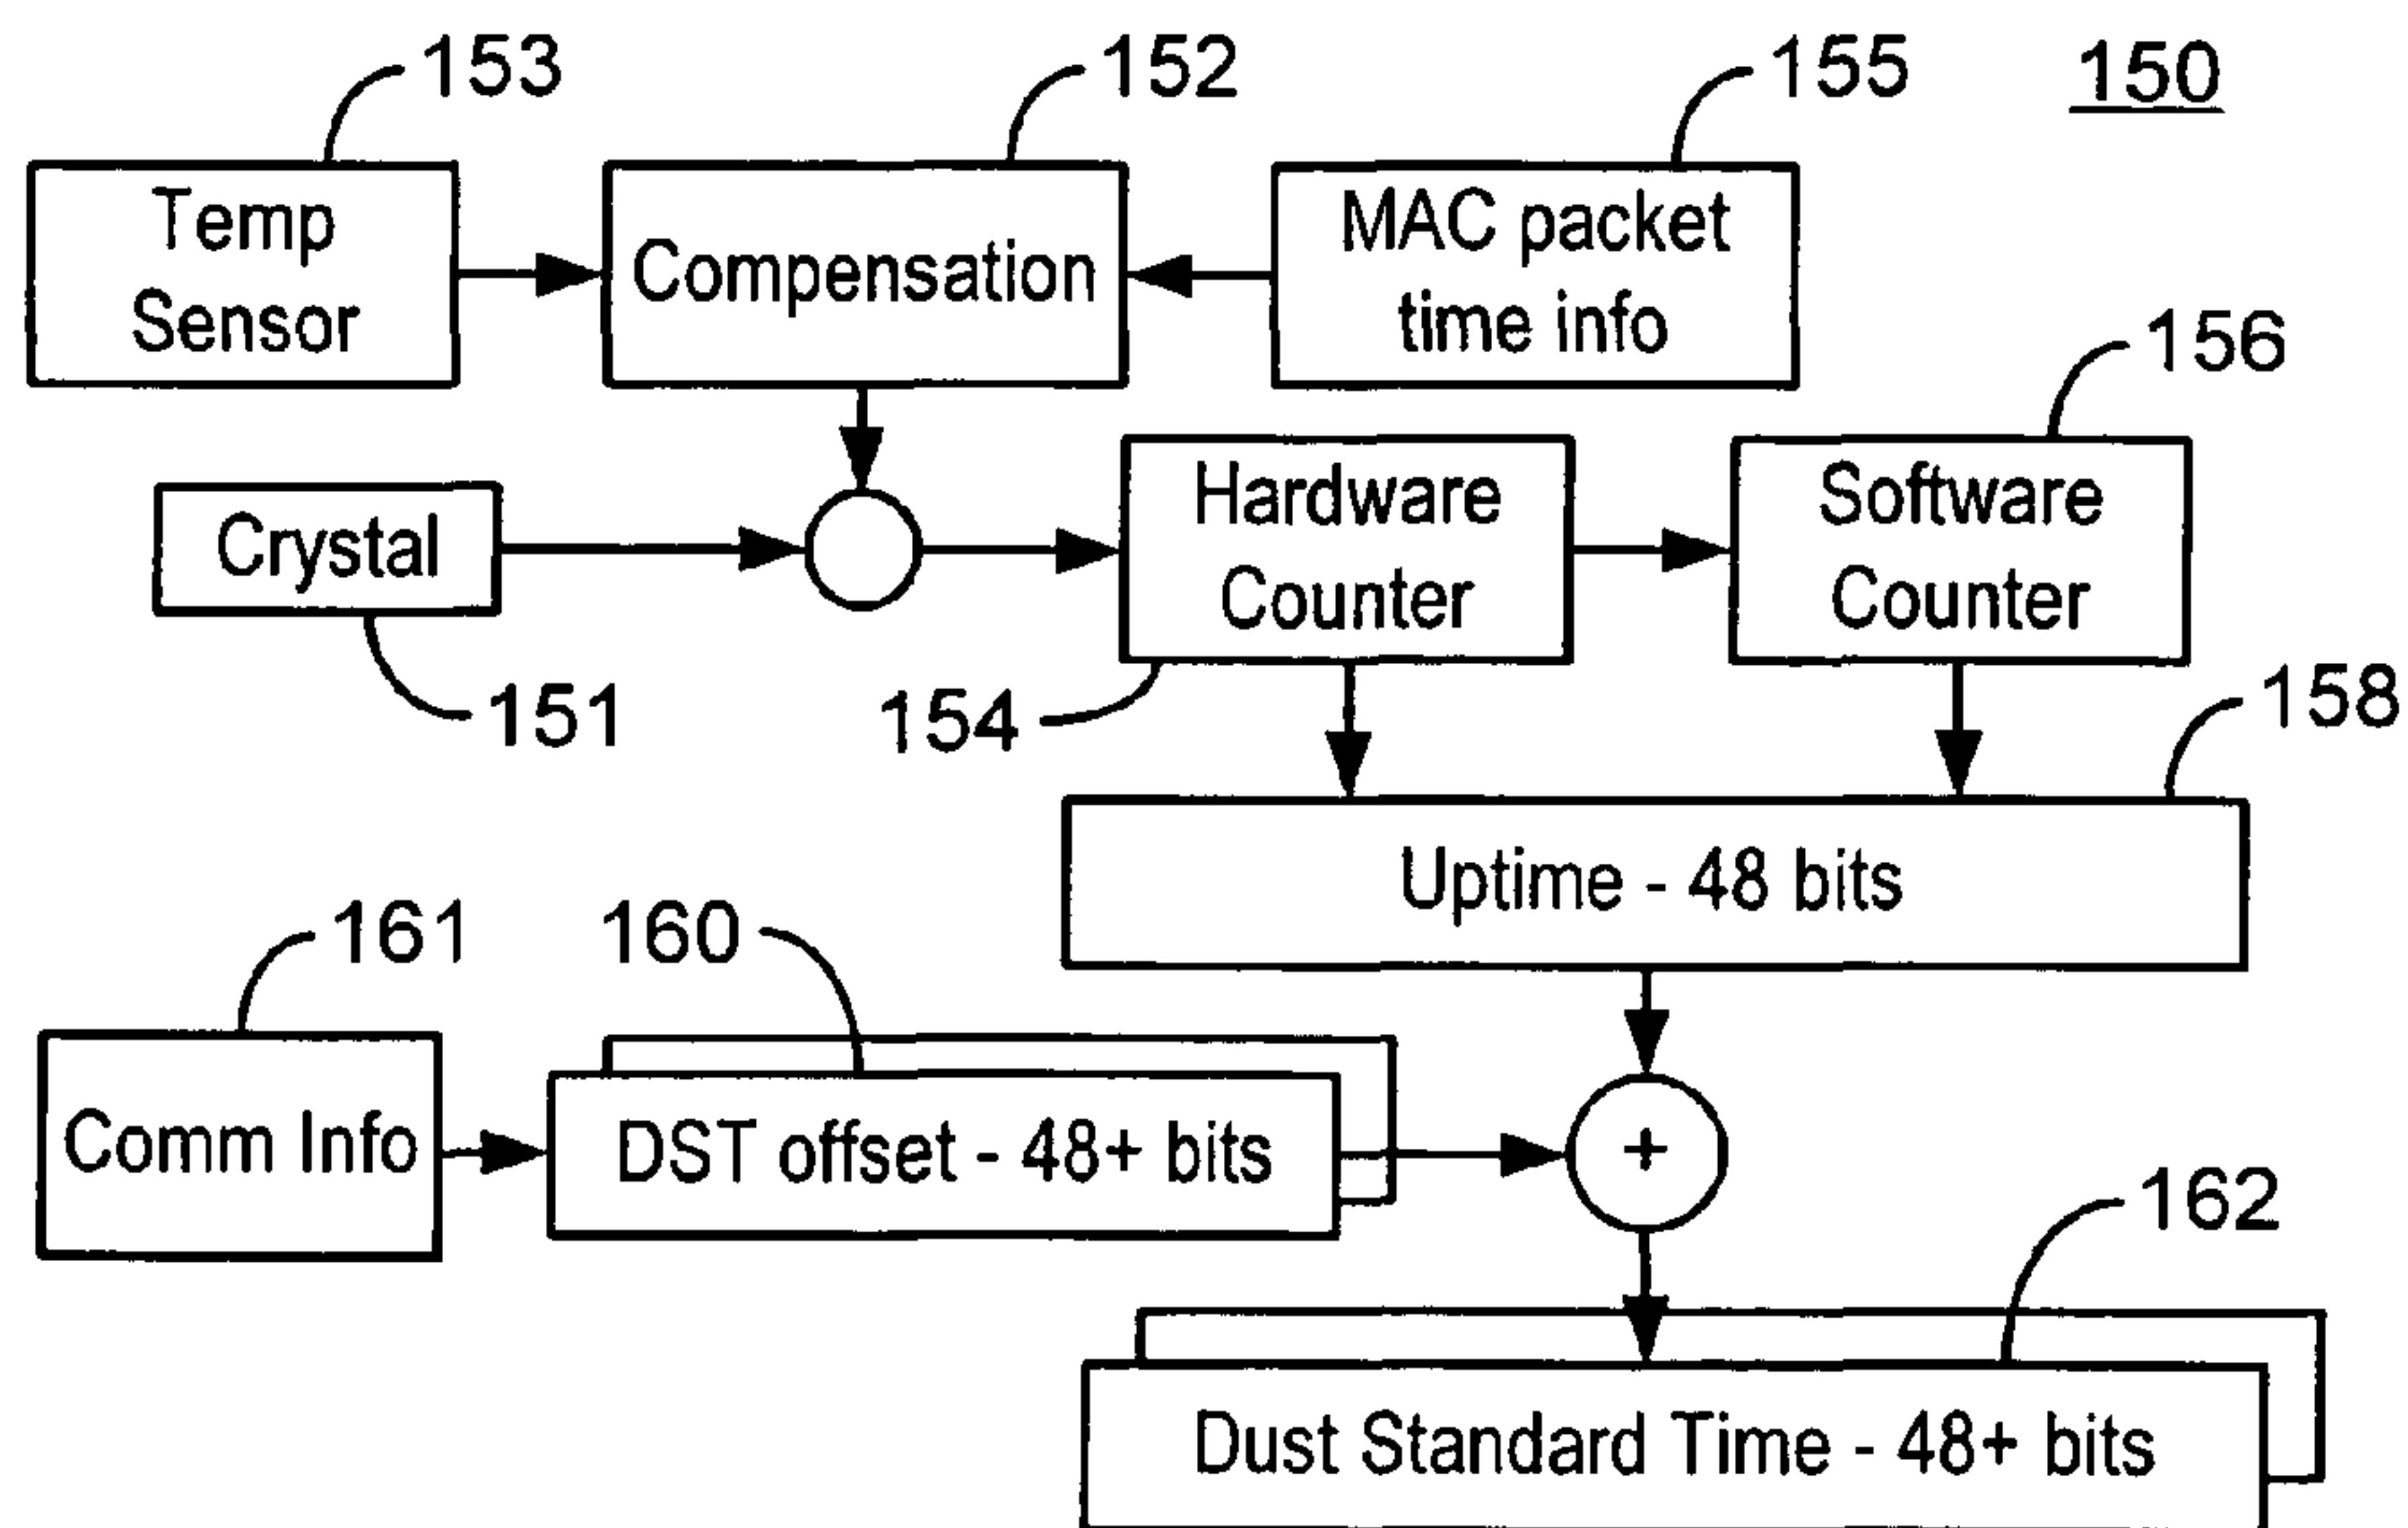 153
152
155
150
Temp
Sensor
Compensation
MAC packet
time info
156
Crystal
Hardware
Counter
Software
Counter
151
154
158
Uptime - 48 bits
161
160
Comm Info
DST offset - 48+ bits
+
162
Dust Standard Time - 48+ bits